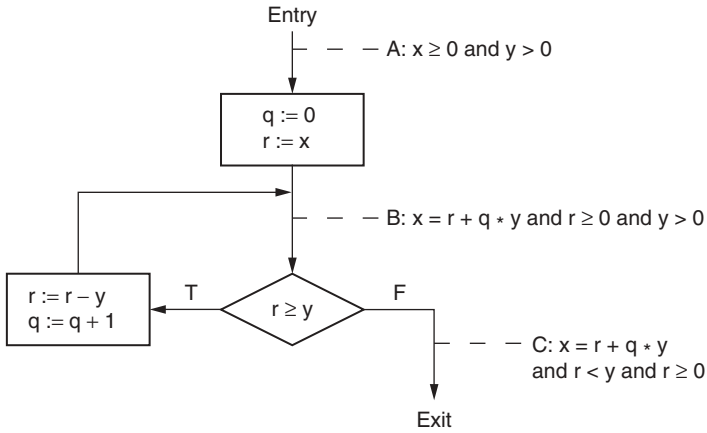 Entry
A: x ≥ 0 and y > 0
q := 0
r := x
B: x = r + q * y and r ≥ 0 and y > 0
r := r – y
q := q + 1
T
r ≥ y
F
C: x = r + q * y
and r < y and r ≥ 0
Exit